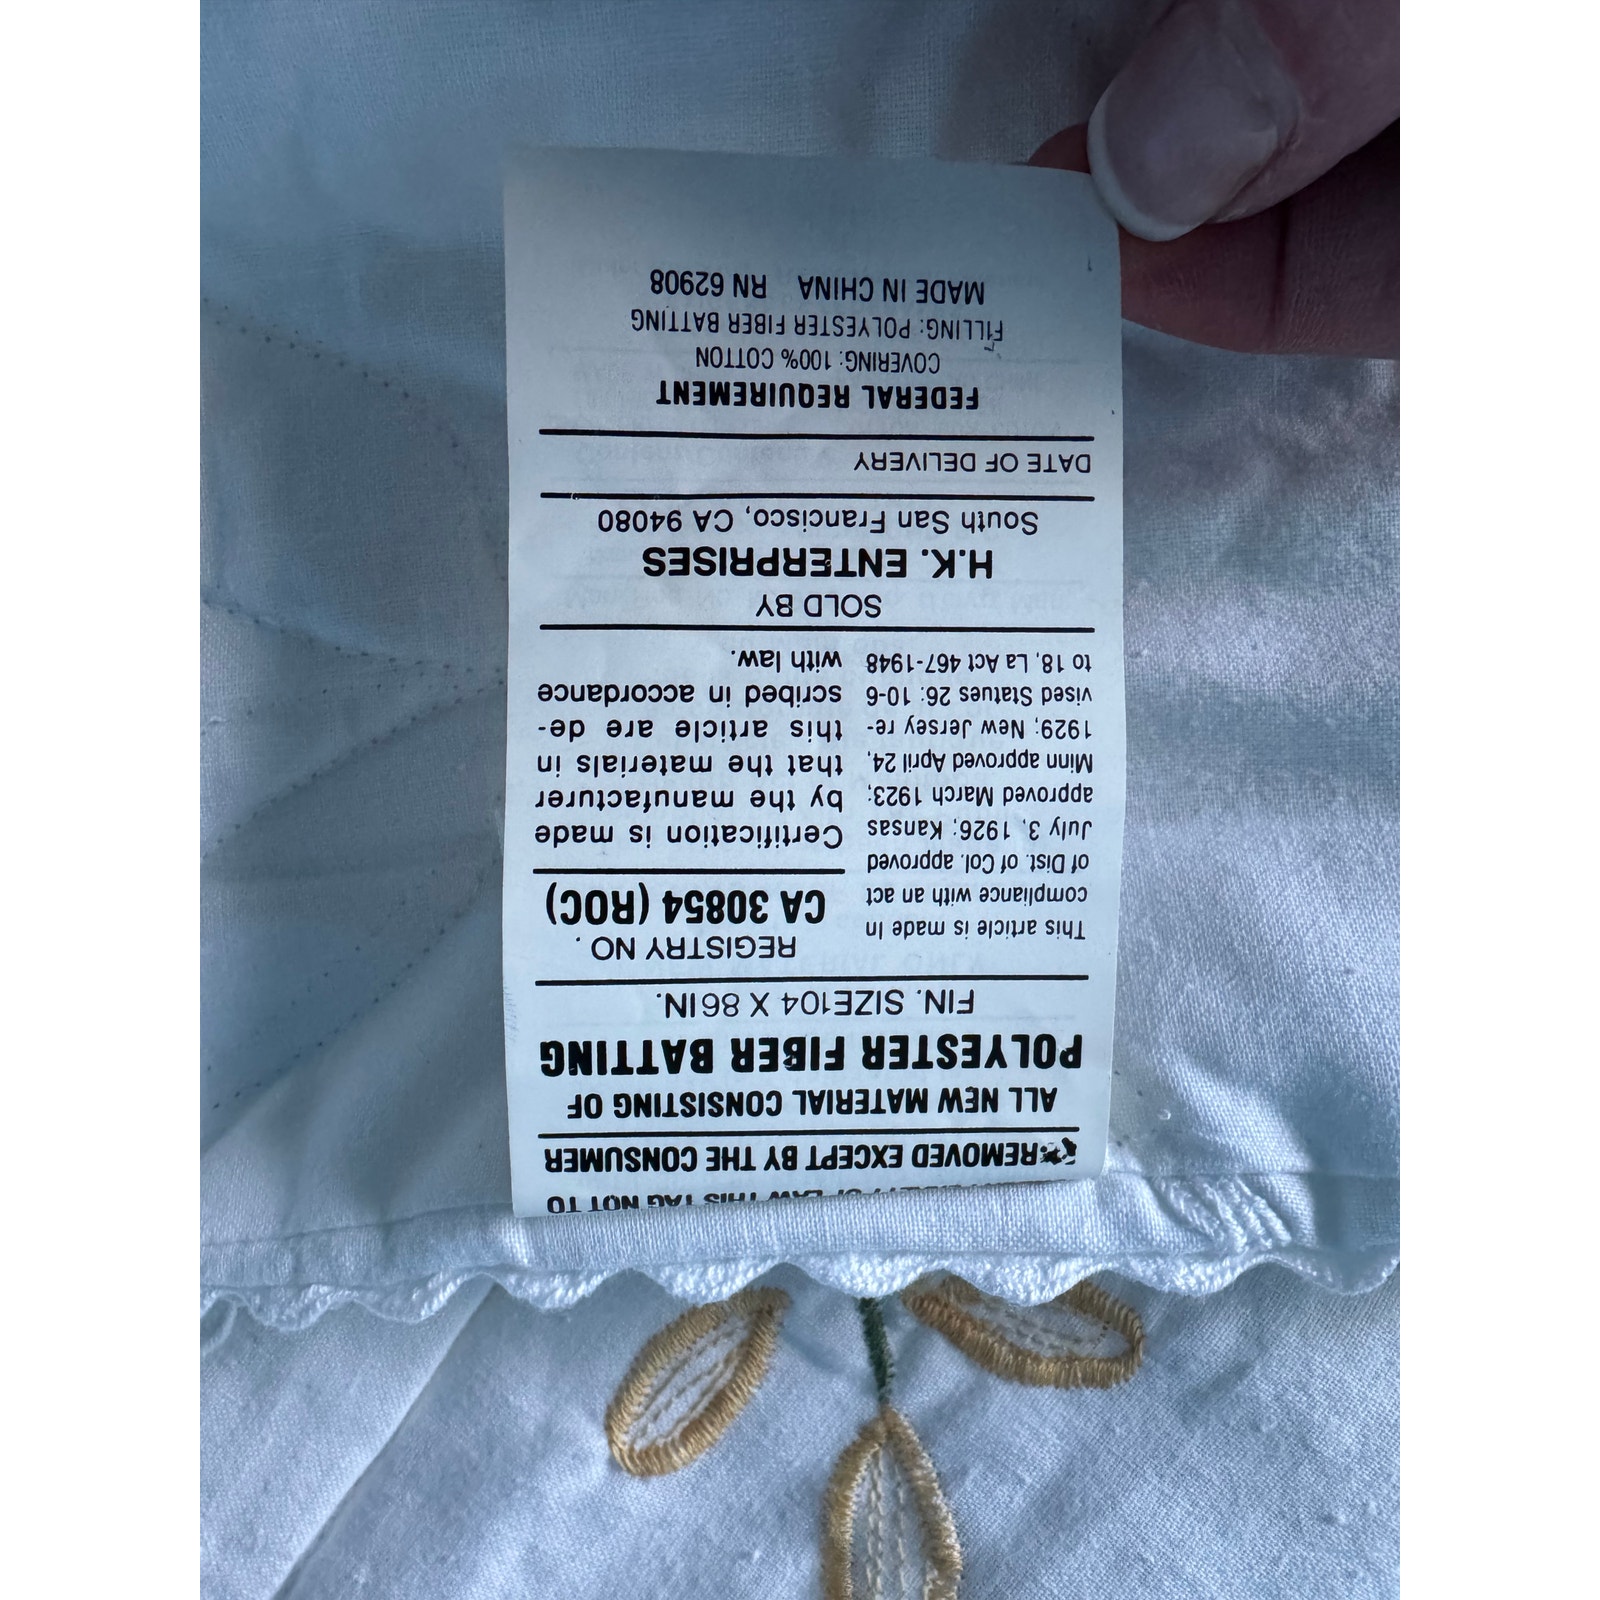 LAW THIS TAG NOT TO
REMOVED EXCEPT BY THE CONSUMER
ALL NEW MATERIAL CONSISTING OF
POLYESTER FIBER BATTING
FIN. SIZE104 X 86IN.
This article is made In
compliance with an act
of Dist. of Col. approved
July 3, 1926; Kansas
approved March 1923;
Minn approved April 24,
1929; New Jersey re-
vised Statues 26: 10-6
to 18, La Act 467-1948
REGISTRY NO.
CA 30854 (ROC)
Certification is made
by the manufacturer
that the materials in
this article are de-
scribed in accordance
with law.
SOLD BY
H.K. ENTERPRISES
South San Francisco, CA 94080
DATE OF DELIVERY
FEDERAL REQUIREMENT
COVERING: 100% COTTON
FILLING: POLYESTER FIBER BATTING
MADE IN CHINA RN 62908